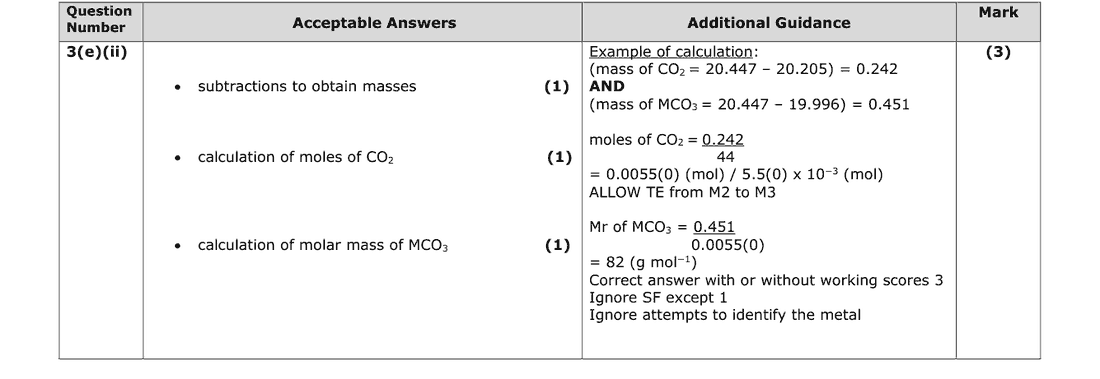 Question Number
Acceptable Answers
Additional Guidance
Mark
3(e)(ii)
• subtractions to obtain masses (1)
• calculation of moles of CO₂ (1)
• calculation of molar mass of MCO₃ (1)
Example of calculation:
(mass of CO₂ = 20.447 – 20.205) = 0.242
AND
(mass of MCO₃ = 20.447 – 19.996) = 0.451
moles of CO₂ = 0.242
44
= 0.0055(0) (mol) / 5.5(0) x 10⁻³ (mol)
ALLOW TE from M2 to M3
Mr of MCO₃ = 0.451
0.0055(0)
= 82 (g mol⁻¹)
Correct answer with or without working scores 3
Ignore SF except 1
Ignore attempts to identify the metal
(3)